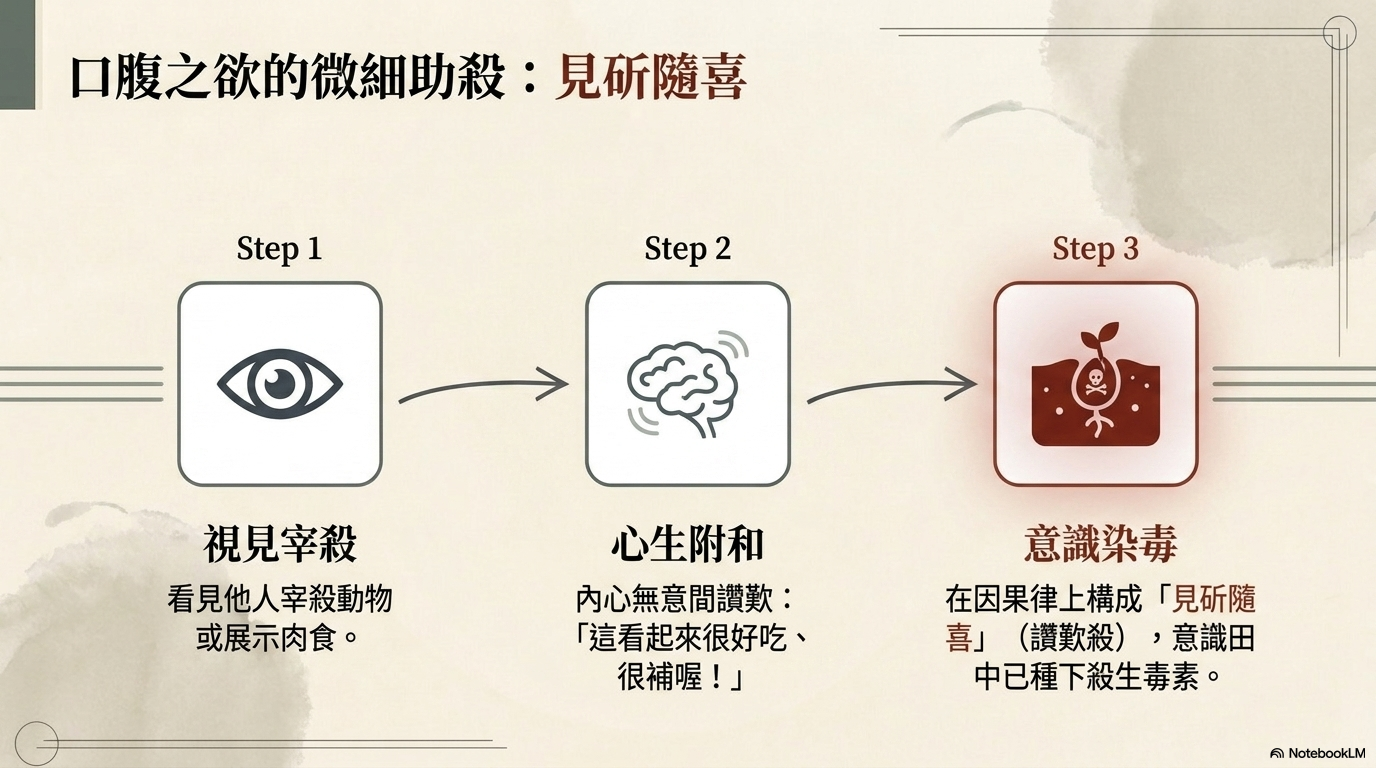 口腹之欲的微細助殺：見斫隨喜
Step 1
Step 2
Step 3
視見宰殺
看見他人宰殺動物
或展示肉食。
心生附和
內心無意間讚歎：
「這看起來很好吃、
很補喔！」
意識染毒
在因果律上構成「見斫隨
喜」（讚歎殺），意識田
中已種下殺生毒素。
NotebookLM